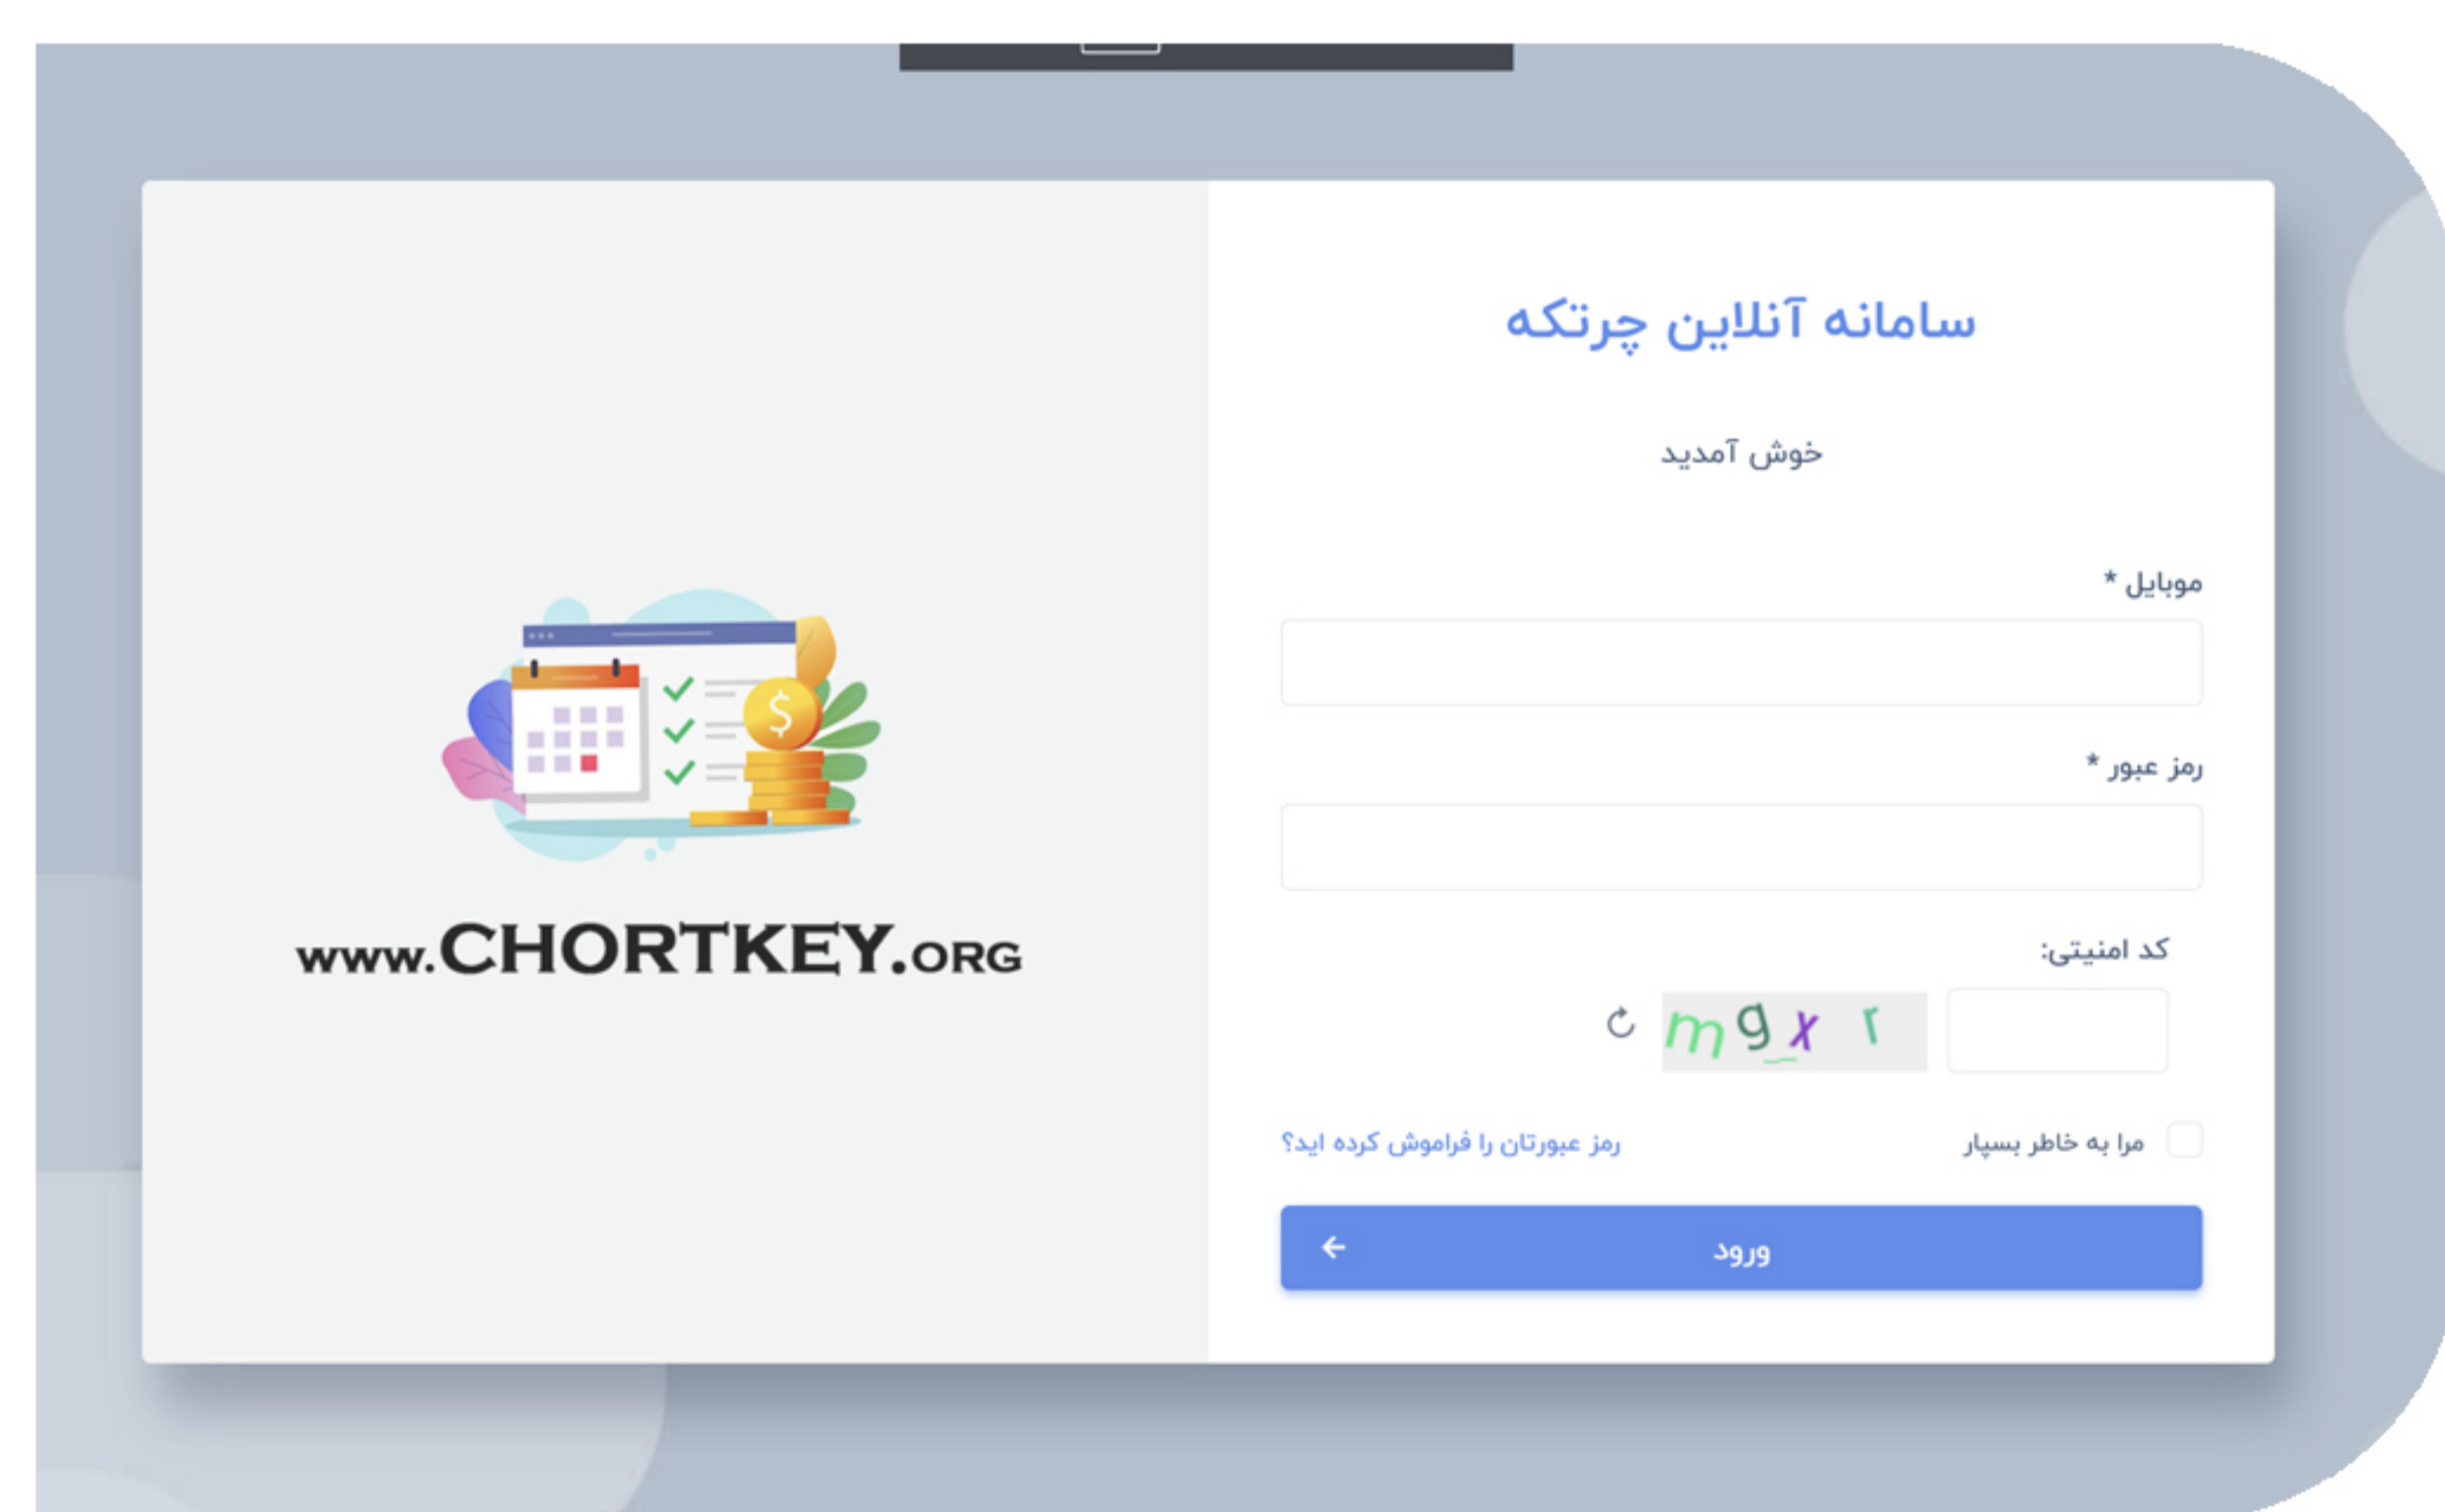 سامانه آنلاین چرتکه
خوش آمدید
موبایل *
رمز عبور *
کد امنیتی:
mgxr
مرا به خاطر بسپار
رمز عبورتان را فراموش کرده اید؟
ورود
www.CHORTKEY.ORG
$